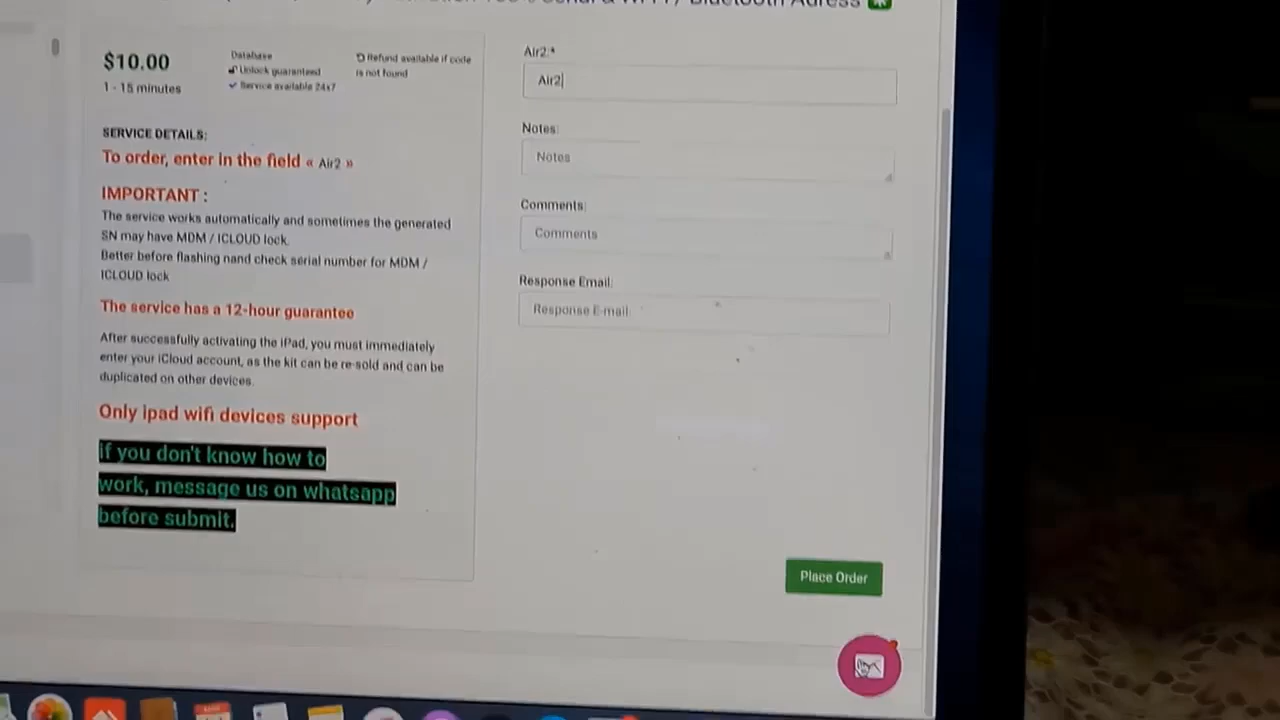 $10.00
1 - 15 minutes
Database
Unlock guaranteed
Service available 24x7
Refund available if code
is not found
SERVICE DETAILS:
To order, enter in the field « Air2 »
IMPORTANT :
The service works automatically and sometimes the generated
SN may have MDM / ICLOUD lock.
Better before flashing nand check serial number for MDM /
ICLOUD lock
The service has a 12-hour guarantee
After successfully activating the iPad, you must immediately
enter your iCloud account, as the kit can be re-sold and can be
duplicated on other devices.
Only ipad wifi devices support
If you don't know how to
work, message us on whatsapp
before submit.
Air2:*
Air2
Notes:
Notes
Comments:
Comments
Response Email:
Response E-mail
Place Order